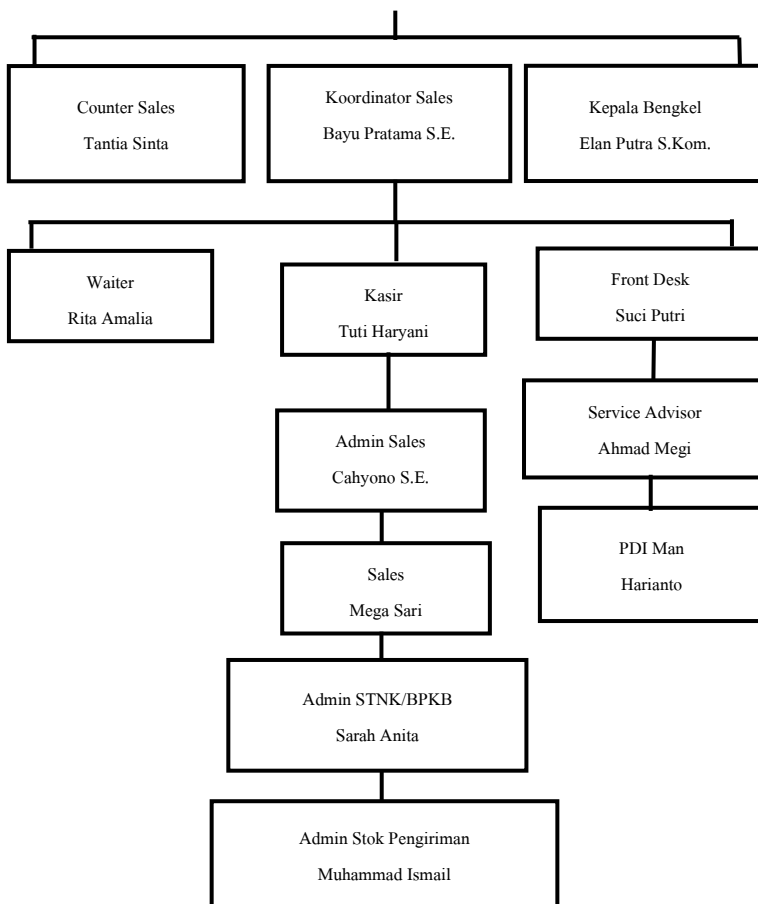 Counter Sales
Tantia Sinta
Koordinator Sales
Bayu Pratama S.E.
Kepala Bengkel
Elan Putra S.Kom.
Waiter
Rita Amalia
Kasir
Tuti Haryani
Front Desk
Suci Putri
Admin Sales
Cahyono S.E.
Service Advisor
Ahmad Megi
Sales
Mega Sari
PDI Man
Harianto
Admin STNK/BPKB
Sarah Anita
Admin Stok Pengiriman
Muhammad Ismail